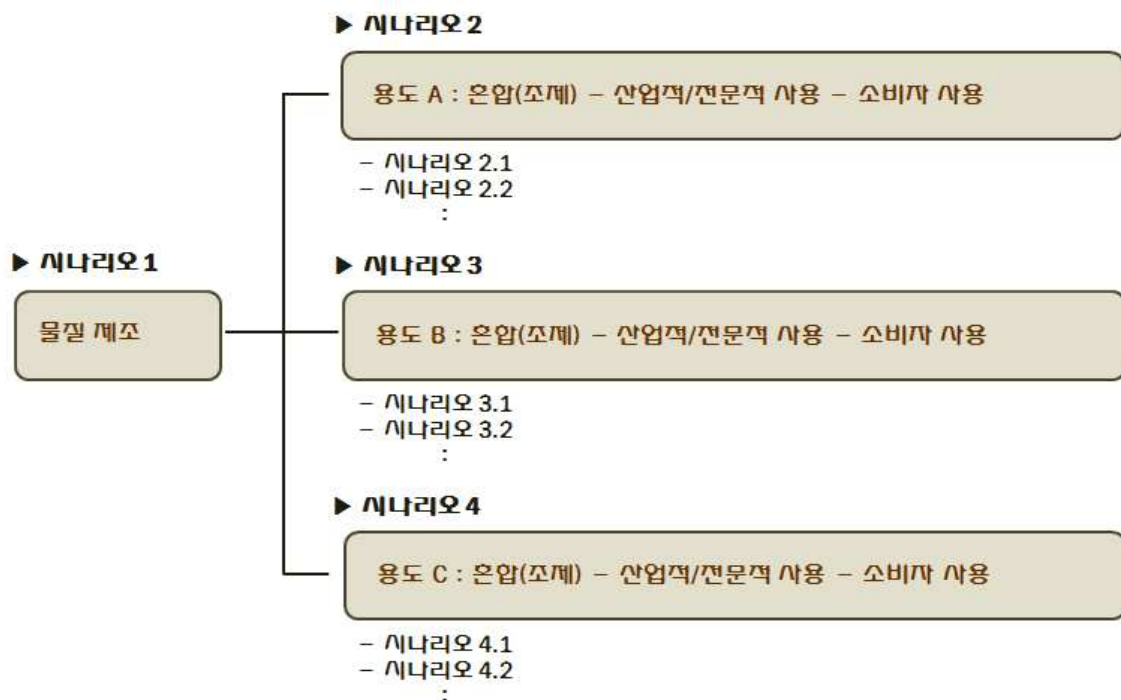 ▶ 시나리오 2
용도 A : 혼합(조제) – 산업적/전문적 사용 – 소비자 사용
– 시나리오 2.1
– 시나리오 2.2
:
▶ 시나리오 1
물질 제조
▶ 시나리오 3
용도 B : 혼합(조제) – 산업적/전문적 사용 – 소비자 사용
– 시나리오 3.1
– 시나리오 3.2
:
▶ 시나리오 4
용도 C : 혼합(조제) – 산업적/전문적 사용 – 소비자 사용
– 시나리오 4.1
– 시나리오 4.2
: